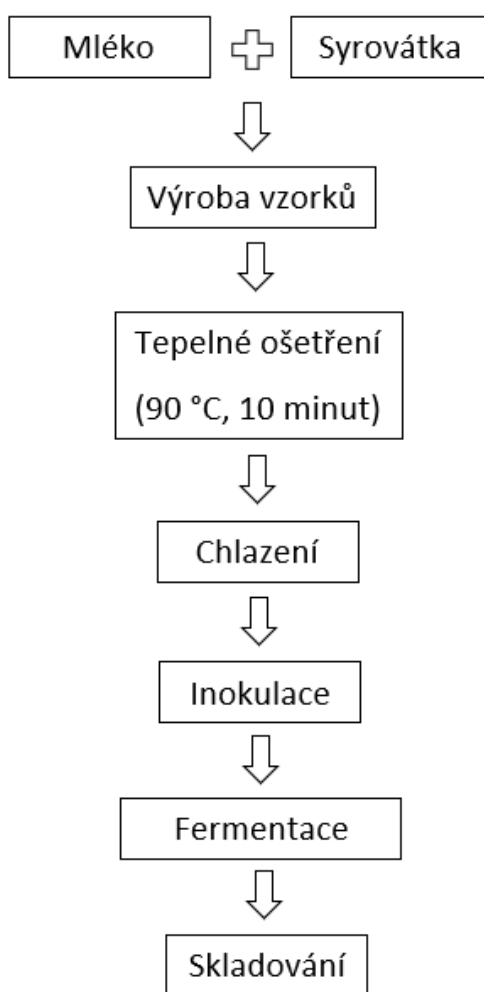 Mléko
Syrovátka
Výroba vzorků
Tepelné ošetření
(90 °C, 10 minut)
Chlazení
Inokulace
Fermentace
Skladování